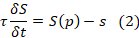 τ δS/δt = S(p) − s (2)